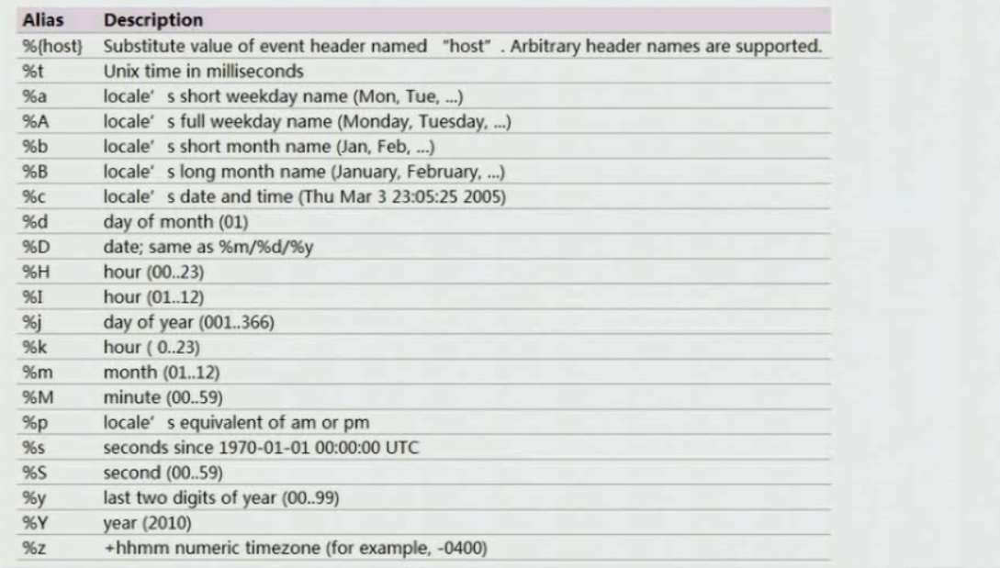 Alias Description
%{host} Substitute value of event header named "host". Arbitrary header names are supported.
%t Unix time in milliseconds
%a locale's short weekday name (Mon, Tue, ...)
%A locale's full weekday name (Monday, Tuesday, ...)
%b locale's short month name (Jan, Feb, ...)
%B locale's long month name (January, February, ...)
%c locale's date and time (Thu Mar 3 23:05:25 2005)
%d day of month (01)
%D date; same as %m/%d/%y
%H hour (00..23)
%I hour (01..12)
%j day of year (001..366)
%k hour ( 0..23)
%m month (01..12)
%M minute (00..59)
%p locale's equivalent of am or pm
%s seconds since 1970-01-01 00:00:00 UTC
%S second (00..59)
%y last two digits of year (00..99)
%Y year (2010)
%z +hhmm numeric timezone (for example, -0400)